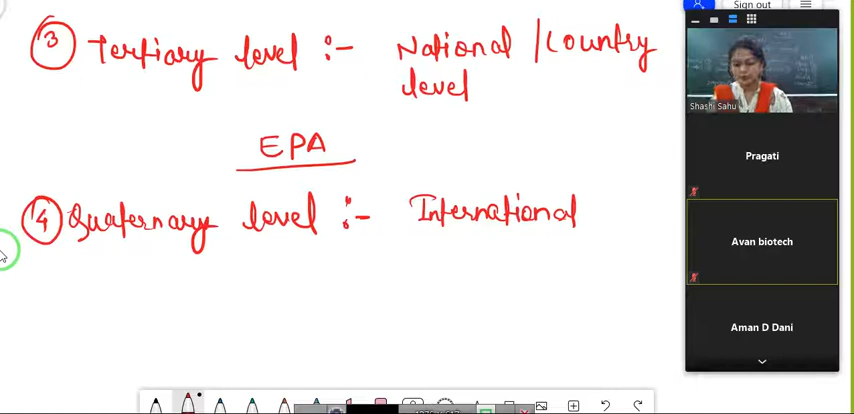 Sign out
③ Tertiary level :- National / Country
level
EPA
④ Quaternary level :- International
Shashi Sahu
Pragati
Avan biotech
Aman D Dani